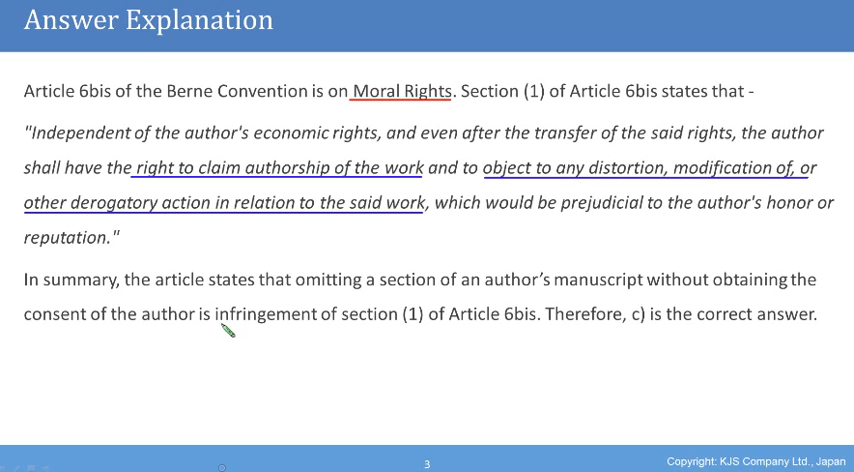 Answer Explanation
Article 6bis of the Berne Convention is on Moral Rights. Section (1) of Article 6bis states that -
"Independent of the author's economic rights, and even after the transfer of the said rights, the author
shall have the right to claim authorship of the work and to object to any distortion, modification of, or
other derogatory action in relation to the said work, which would be prejudicial to the author's honor or
reputation."
In summary, the article states that omitting a section of an author’s manuscript without obtaining the
consent of the author is infringement of section (1) of Article 6bis. Therefore, c) is the correct answer.
3
Copyright: KJS Company Ltd., Japan